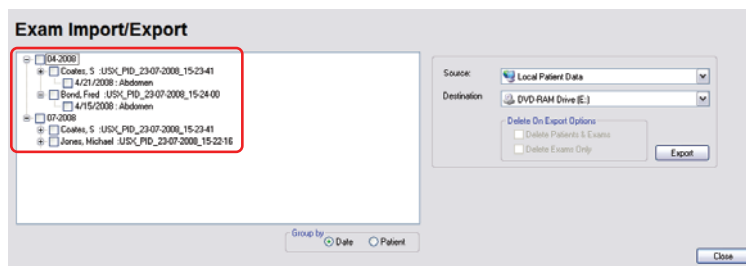 Exam Import/Export
04-2008
Coates, S :USX_PID_23-07-2008_15-23-41
4/21/2008 : Abdomen
Bond, Fred :USX_PID_23-07-2008_15-24-00
4/15/2008 : Abdomen
07-2008
Coates, S :USX_PID_23-07-2008_15-23-41
Jones, Michael :USX_PID_23-07-2008_15-22-16
Group by
Date Patient
Source: Local Patient Data
Destination DVD-RAM Drive (E:)
Delete On Export Options
Delete Patients & Exams
Delete Exams Only
Export
Close